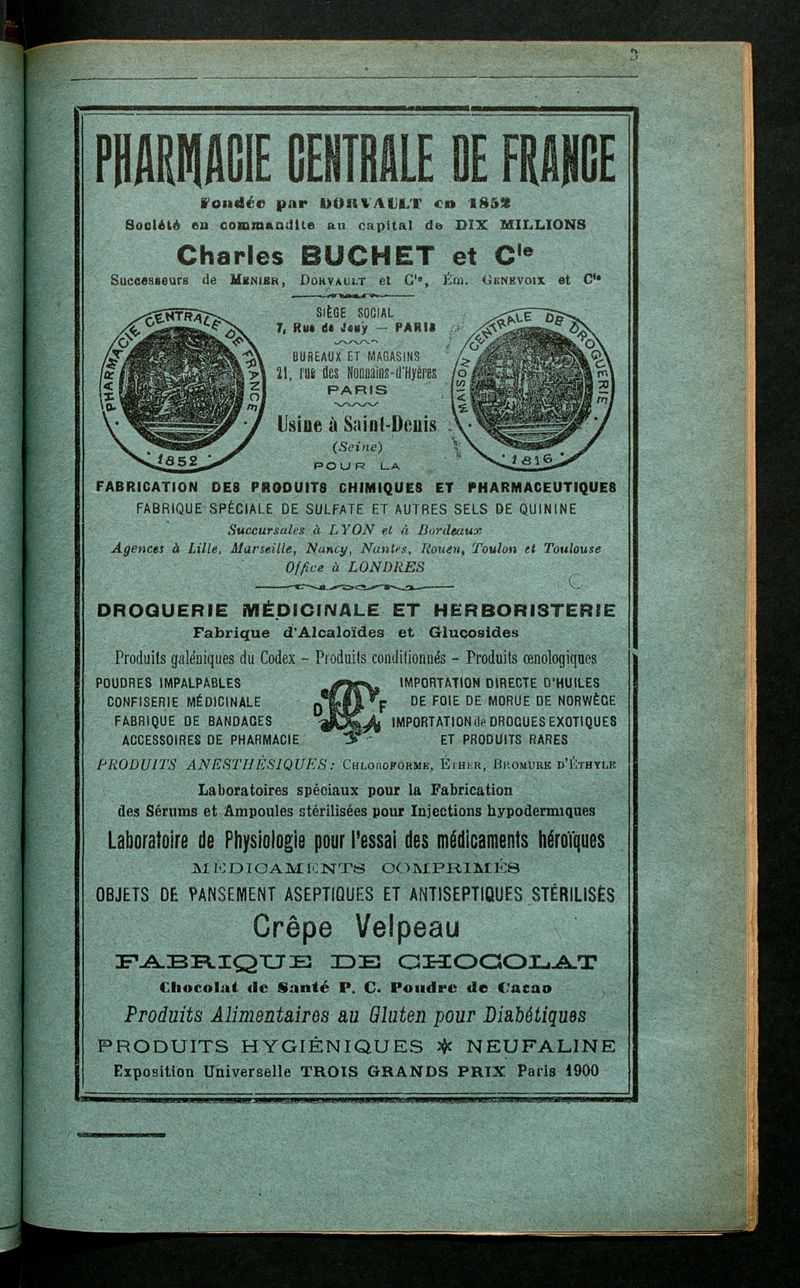 3
PHARMACIE CENTRALE DE FRANCE
Fondée par DORVAULT en 1852
Société en commandite au capital de DIX MILLIONS
Charles BUCHET et Cie
Successeurs de MENIER, DORVAULT et Cie, Ém. GENEVOIX et Cie
PHARMACIE CENTRALE DE FRANCE
1852
SIÈGE SOCIAL
7, Rue de Jouy — PARIS
BUREAUX ET MAGASINS
21, rue des Nonnains-d'Hyères
PARIS
Usine à Saint-Denis
(Seine)
POUR LA
MAISON CENTRALE DE DROGUERIE
1816
FABRICATION DES PRODUITS CHIMIQUES ET PHARMACEUTIQUES
FABRIQUE SPÉCIALE DE SULFATE ET AUTRES SELS DE QUININE
Succursales à LYON et à Bordeaux
Agences à Lille, Marseille, Nancy, Nantes, Rouen, Toulon et Toulouse
Office à LONDRES
DROGUERIE MÉDICINALE ET HERBORISTERIE
Fabrique d'Alcaloïdes et Glucosides
Produits galéniques du Codex - Produits conditionnés - Produits œnologiques
POUDRES IMPALPABLES
CONFISERIE MÉDICINALE
FABRIQUE DE BANDAGES
ACCESSOIRES DE PHARMACIE
D F
IMPORTATION DIRECTE D'HUILES
DE FOIE DE MORUE DE NORWÈGE
IMPORTATION de DROGUES EXOTIQUES
ET PRODUITS RARES
PRODUITS ANESTHÉSIQUES : CHLOROFORME, ÉTHER, BROMURE D'ÉTHYLE
Laboratoires spéciaux pour la Fabrication
des Sérums et Ampoules stérilisées pour Injections hypodermiques
Laboratoire de Physiologie pour l'essai des médicaments héroïques
MÉDICAMENTS COMPRIMÉS
OBJETS DE PANSEMENT ASEPTIQUES ET ANTISEPTIQUES STÉRILISÉS
Crêpe Velpeau
FABRIQUE DE CHOCOLAT
Chocolat de Santé P. C. Poudre de Cacao
Produits Alimentaires au Gluten pour Diabétiques
PRODUITS HYGIÉNIQUES * NEUFALINE
Exposition Universelle TROIS GRANDS PRIX Paris 1900